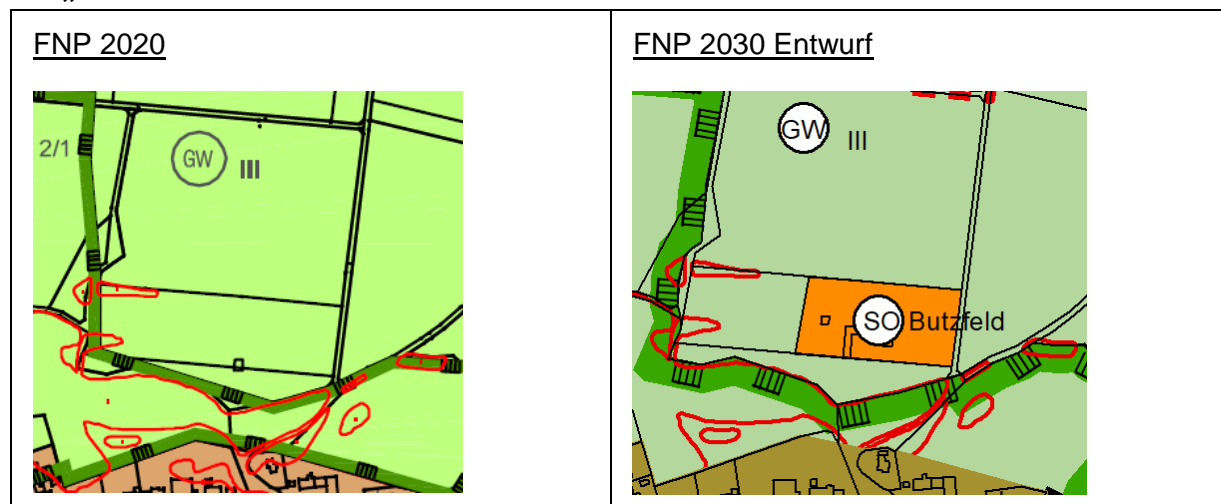 „
FNP 2020
FNP 2030 Entwurf
2/1
GW III
GW III
SO Butzfeld